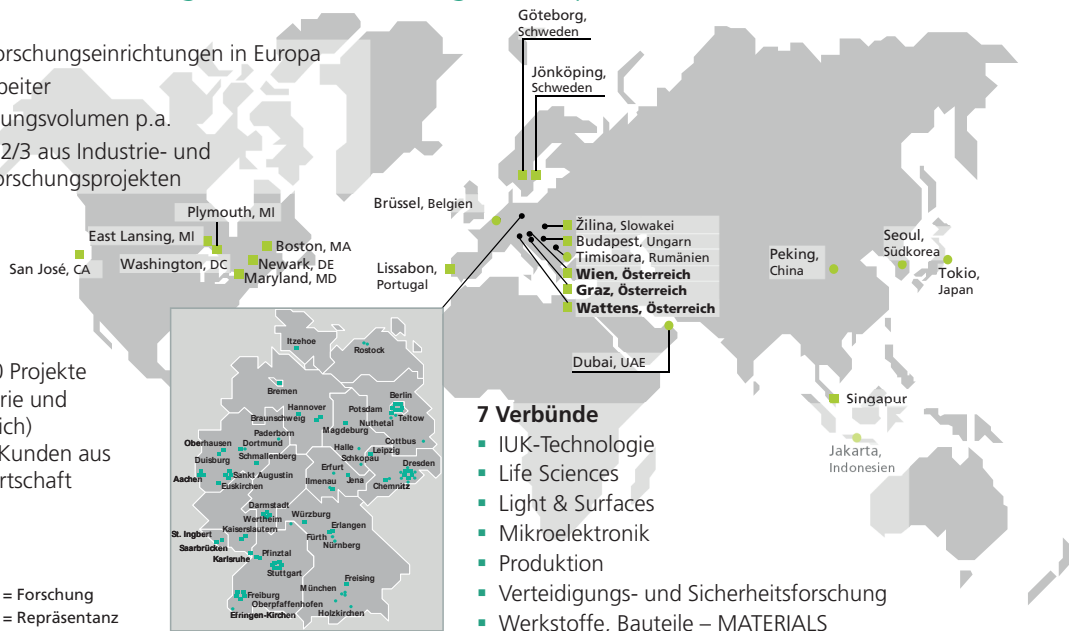 Göteborg,
Schweden
Jönköping,
Schweden
orschungseinrichtungen in Europa
beiter
ungsvolumen p.a.
2/3 aus Industrie- und
orschungsprojekten
Plymouth, MI
East Lansing, MI
Washington, DC
San José, CA
Boston, MA
Newark, DE
Maryland, MD
Brüssel, Belgien
Lissabon,
Portugal
Žilina, Slowakei
Budapest, Ungarn
Timisoara, Rumänien
Wien, Österreich
Graz, Österreich
Wattens, Österreich
Dubai, UAE
Peking,
China
Seoul,
Südkorea
Tokio,
Japan
Singapur
Jakarta,
Indonesien
0 Projekte
rie und
ich)
Kunden aus
rtschaft
Itzehoe
Rostock
Bremen
Berlin
Hannover
Potsdam
Braunschweig
Teltow
Nuthetal
Magdeburg
Paderborn
Cottbus
Oberhausen
Dortmund
Halle
Leipzig
Duisburg
Schmallenberg
Schkopau
Dresden
Erfurt
Aachen
Sankt Augustin
Jena
Euskirchen
Ilmenau
Chemnitz
Darmstadt
Würzburg
Wertheim
Erlangen
Kaiserslautern
St. Ingbert
Fürth
Nürnberg
Saarbrücken
Karlsruhe
Pfinztal
Stuttgart
Freising
München
Freiburg
Oberpfaffenhofen
Efringen-Kirchen
Holzkirchen
7 Verbünde
▪ IUK-Technologie
▪ Life Sciences
▪ Light & Surfaces
▪ Mikroelektronik
▪ Produktion
▪ Verteidigungs- und Sicherheitsforschung
▪ Werkstoffe, Bauteile – MATERIALS
= Forschung
= Repräsentanz